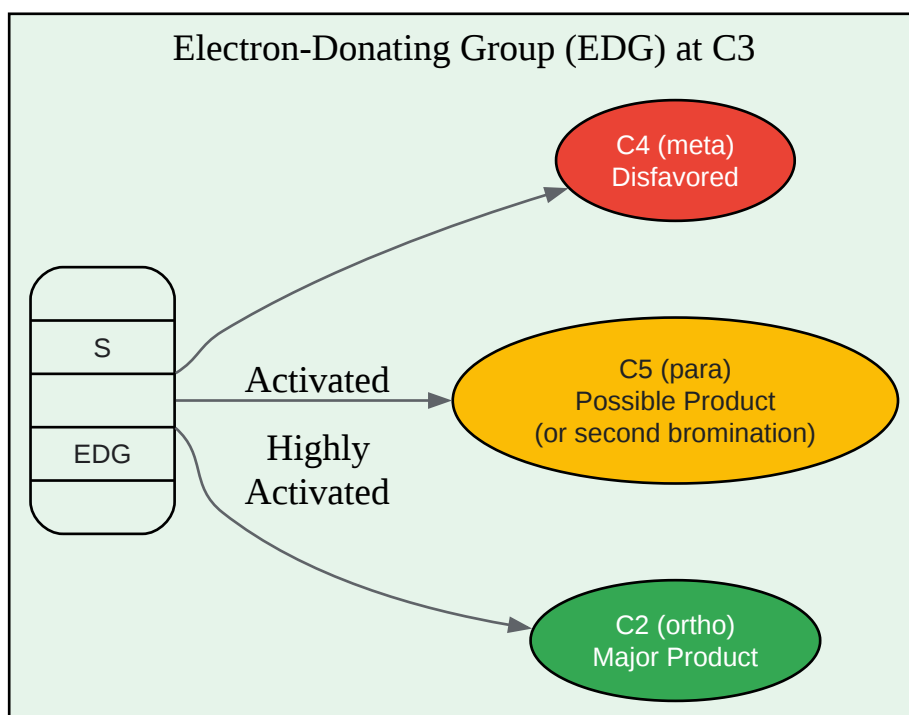 Electron-Donating Group (EDG) at C3
C4 (meta)
Disfavored
S
EDG
Activated
Highly
Activated
C5 (para)
Possible Product
(or second bromination)
C2 (ortho)
Major Product